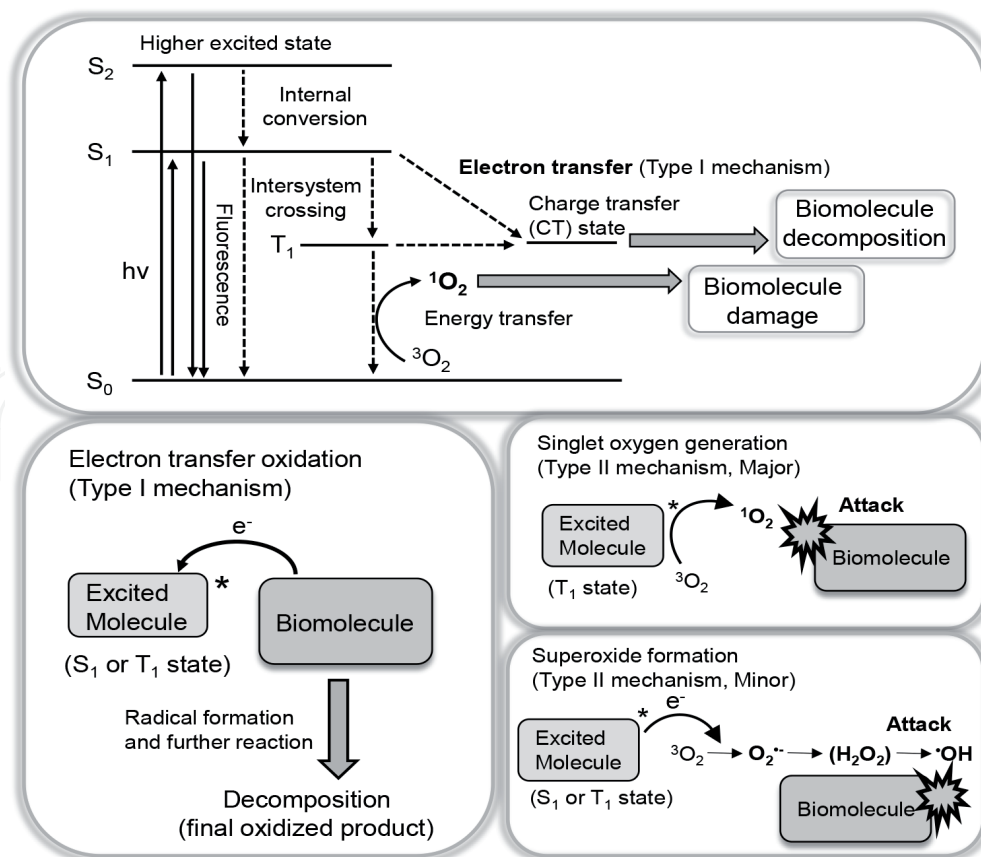 Higher excited state
S₂
Internal
conversion
S₁
Electron transfer (Type I mechanism)
Intersystem
crossing
Charge transfer
(CT) state
Biomolecule
decomposition
T₁
Fluorescence
hν
¹O₂
Biomolecule
damage
Energy transfer
³O₂
S₀
Electron transfer oxidation
(Type I mechanism)
e⁻
Excited
Molecule
*
Biomolecule
(S₁ or T₁ state)
Radical formation
and further reaction
Decomposition
(final oxidized product)
Singlet oxygen generation
(Type II mechanism, Major)
Excited
Molecule
*
¹O₂
Attack
Biomolecule
(T₁ state)
³O₂
Superoxide formation
(Type II mechanism, Minor)
e⁻
*
Excited
Molecule
Attack
³O₂ → O₂•⁻ → (H₂O₂) → •OH
(S₁ or T₁ state)
Biomolecule